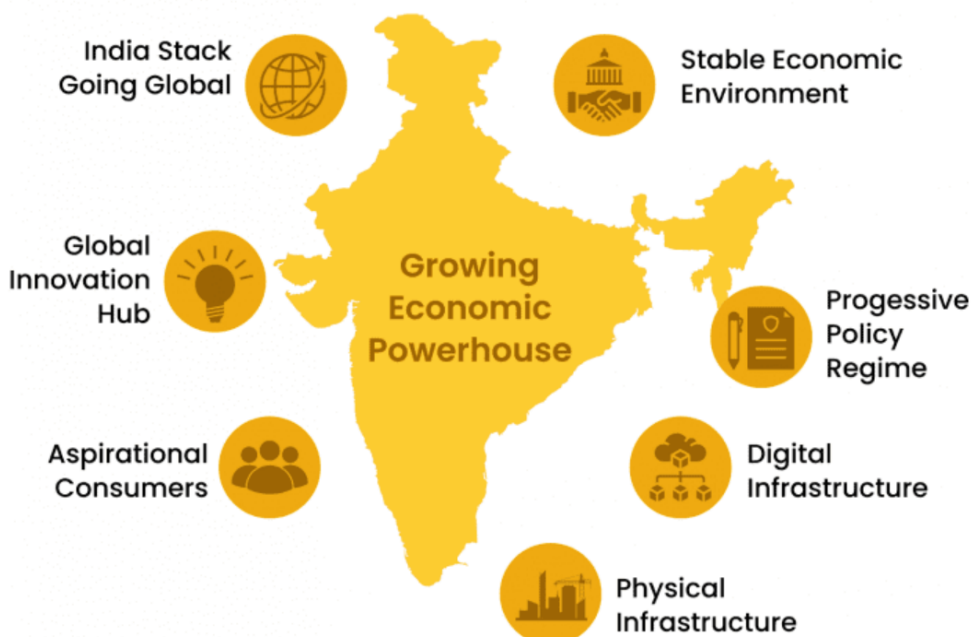 India Stack
Going Global
Stable Economic
Environment
Global
Innovation
Hub
Growing
Economic
Powerhouse
Progessive
Policy
Regime
Aspirational
Consumers
Digital
Infrastructure
Physical
Infrastructure